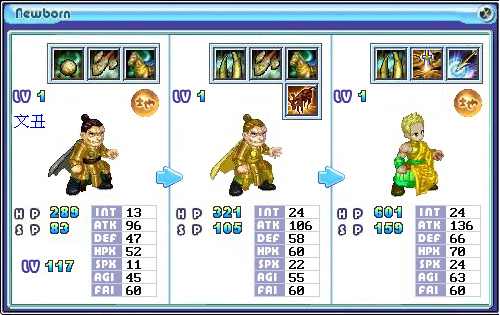 Newborn
LV 1
文丑
HP 289
SP 83
LV 117
INT 13
ATK 96
DEF 47
HPX 52
SPX 11
AGI 45
FAI 60
LV 1
HP 321
SP 105
INT 24
ATK 106
DEF 58
HPX 60
SPX 22
AGI 55
FAI 60
LV 1
HP 601
SP 159
INT 24
ATK 136
DEF 66
HPX 70
SPX 24
AGI 63
FAI 60